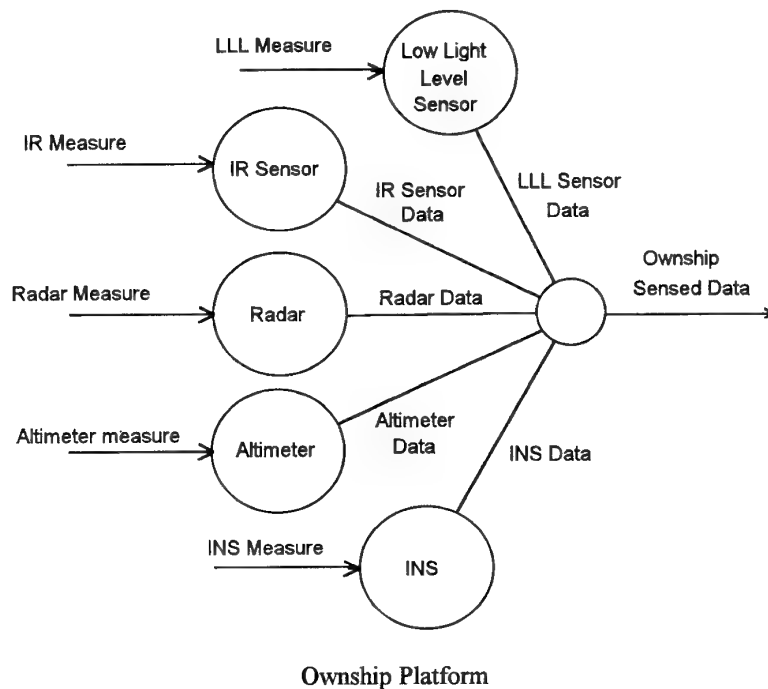 LLL Measure
Low Light
Level
Sensor
IR Measure
IR Sensor
IR Sensor
Data
LLL Sensor
Data
Radar Measure
Radar
Radar Data
Ownship
Sensed Data
Altimeter measure
Altimeter
Altimeter
Data
INS Data
INS Measure
INS
Ownship Platform